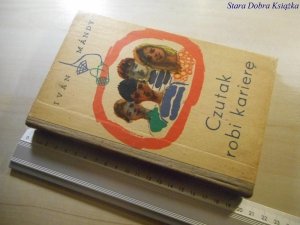 Stara Dobra Książka
IVÁN MÁNDY
Czutak
robi karierę